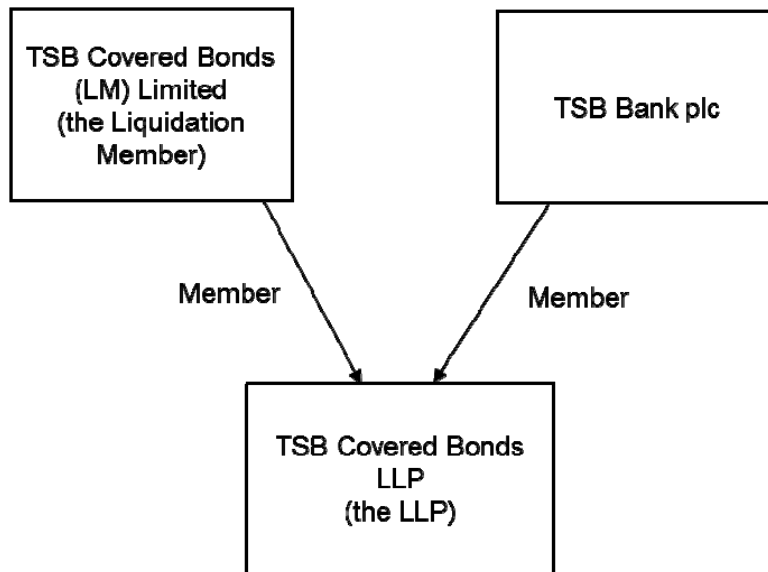 TSB Covered Bonds
(LM) Limited
(the Liquidation
Member)
TSB Bank plc
Member
Member
TSB Covered Bonds
LLP
(the LLP)